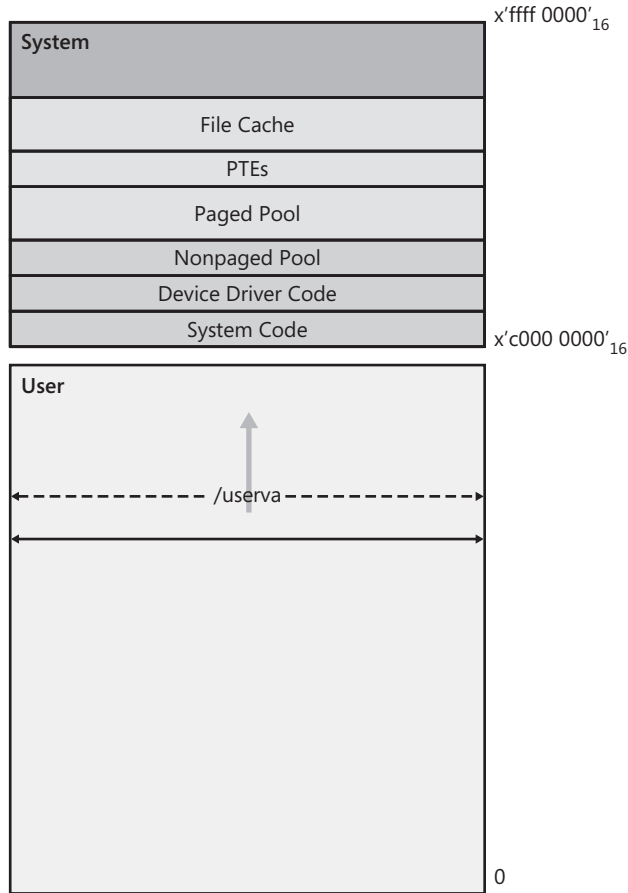 x’ffff 0000’16
System
File Cache
PTEs
Paged Pool
Nonpaged Pool
Device Driver Code
System Code
x’c000 0000’16
User
/userva
0